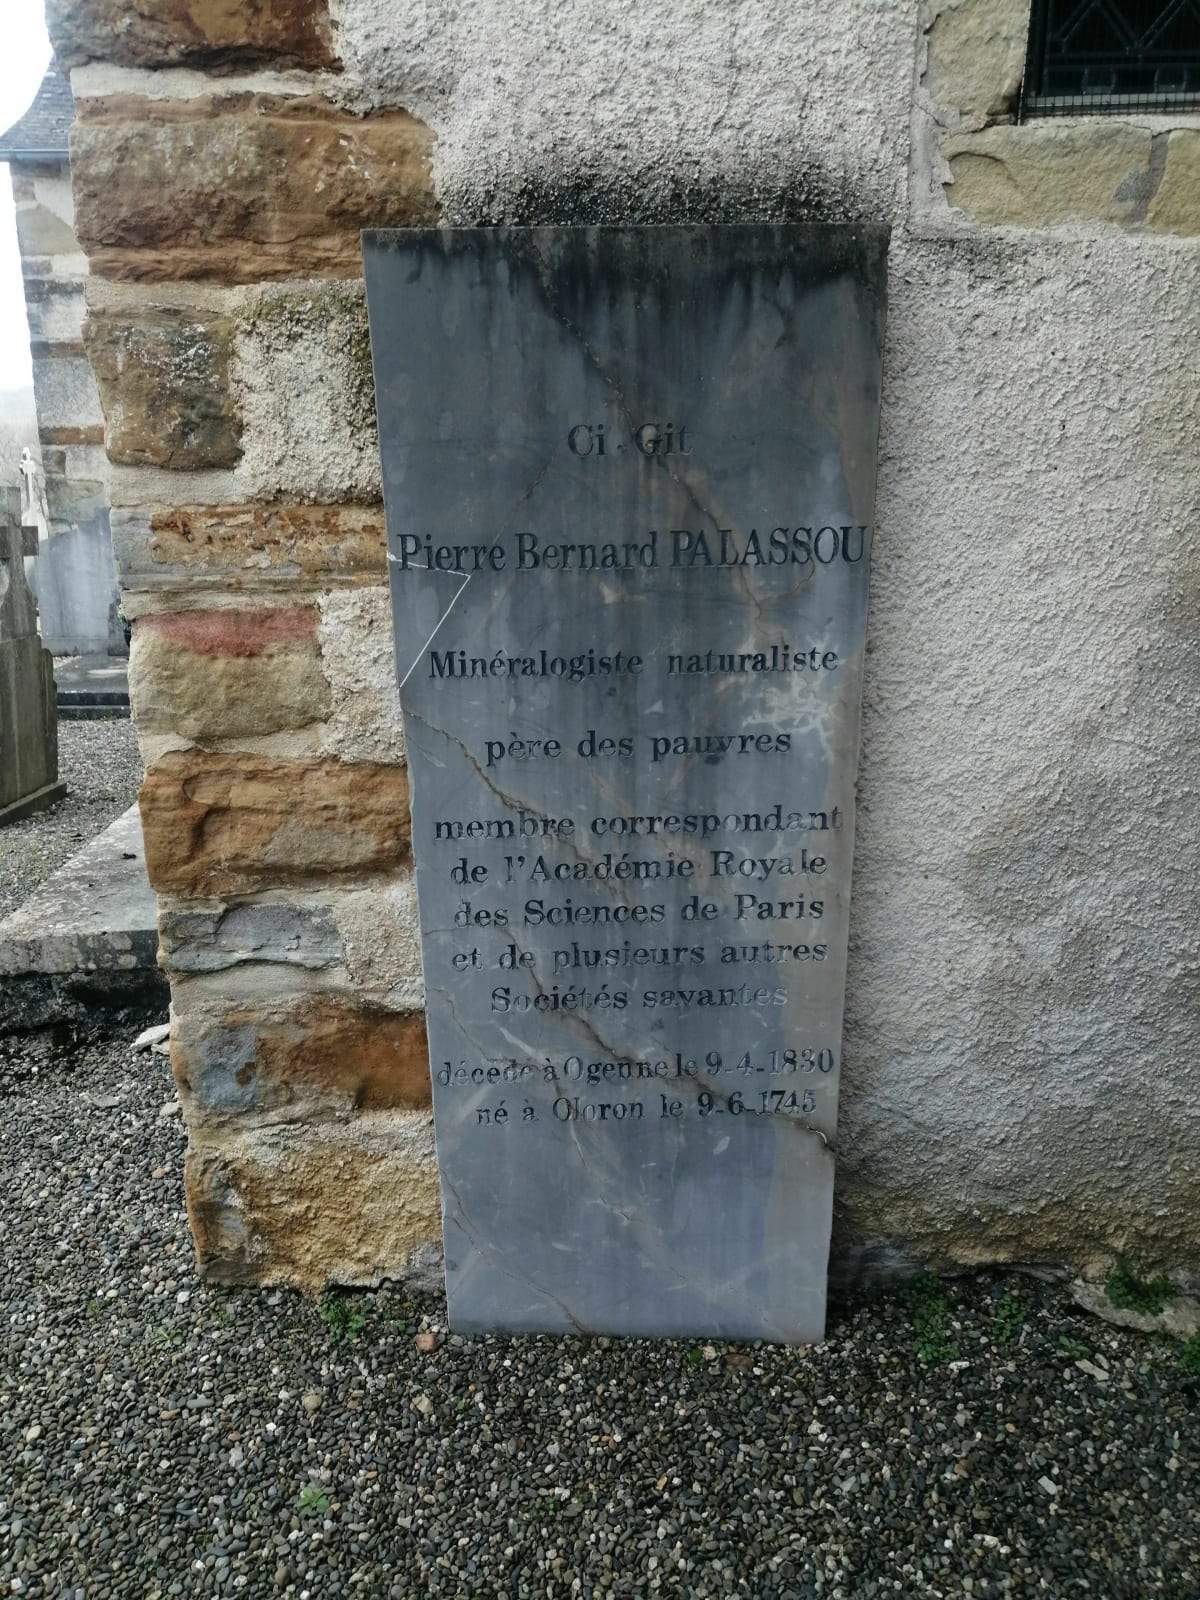 Ci-Git
Pierre Bernard PALASSOU
Minéralogiste naturaliste
père des pauvres
membre correspondant
de l'Académie Royale
des Sciences de Paris
et de plusieurs autres
Sociétés savantes
décédé à Ogenne le 9-4-1830
né à Oloron le 9-6-1745